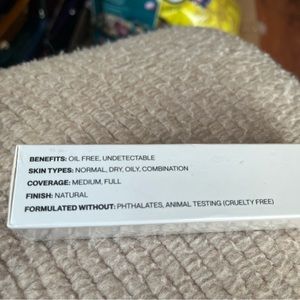 BENEFITS: OIL FREE, UNDETECTABLE
SKIN TYPES: NORMAL, DRY, OILY, COMBINATION
COVERAGE: MEDIUM, FULL
FINISH: NATURAL
FORMULATED WITHOUT: PHTHALATES, ANIMAL TESTING (CRUELTY FREE)